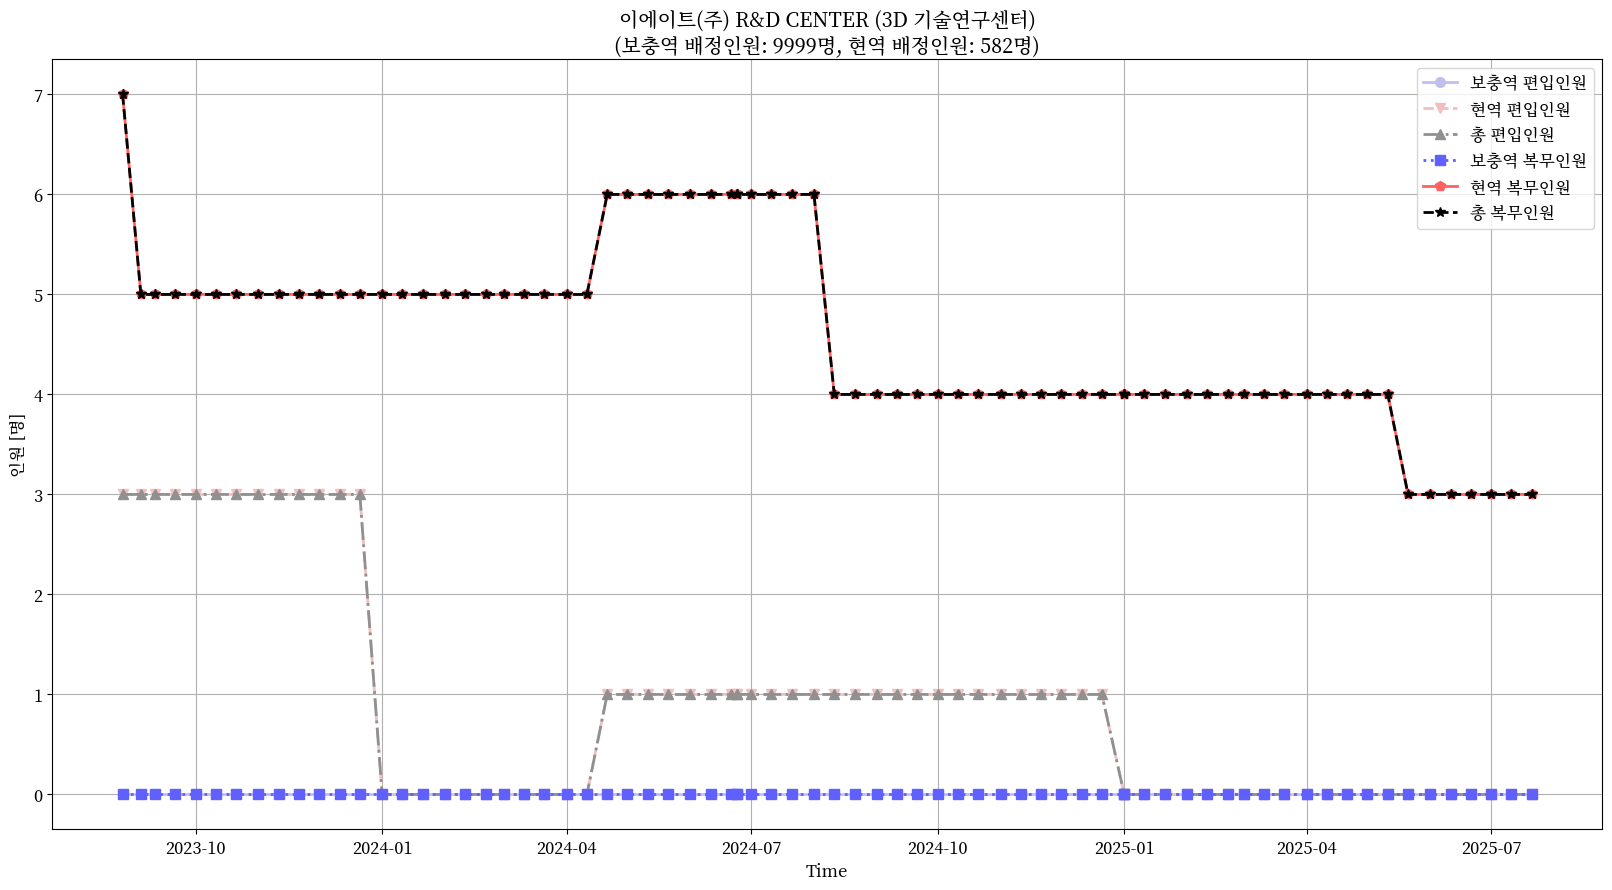 이에이트(주) R&D CENTER (3D 기술연구센터)
(보충역 배정인원: 9999명, 현역 배정인원: 582명)
보충역 편입인원
현역 편입인원
총 편입인원
보충역 복무인원
현역 복무인원
총 복무인원
인원 [명]
7
6
5
4
3
2
1
0
2023-10
2024-01
2024-04
2024-07
2024-10
2025-01
2025-04
2025-07
Time